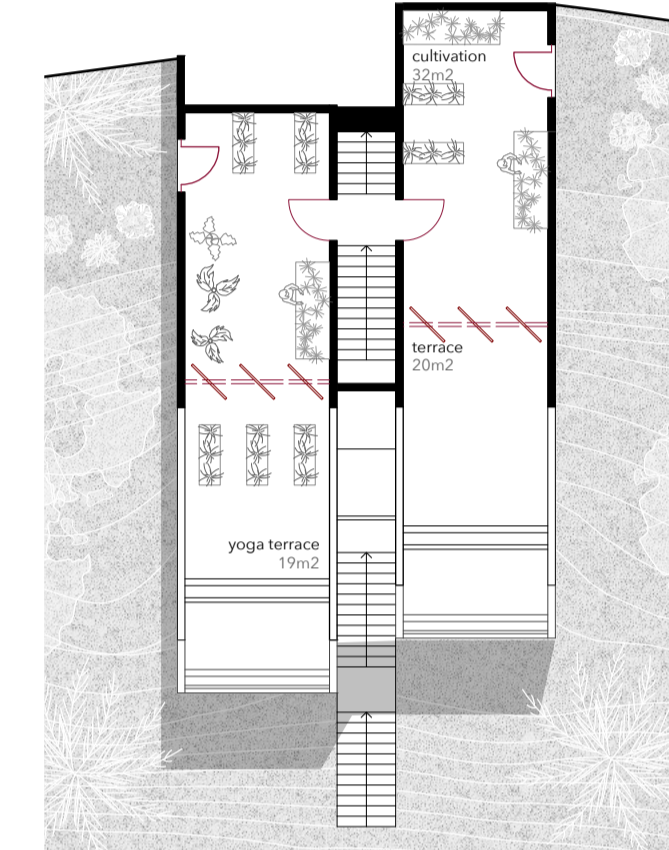 cultivation
32m2
terrace
20m2
yoga terrace
19m2